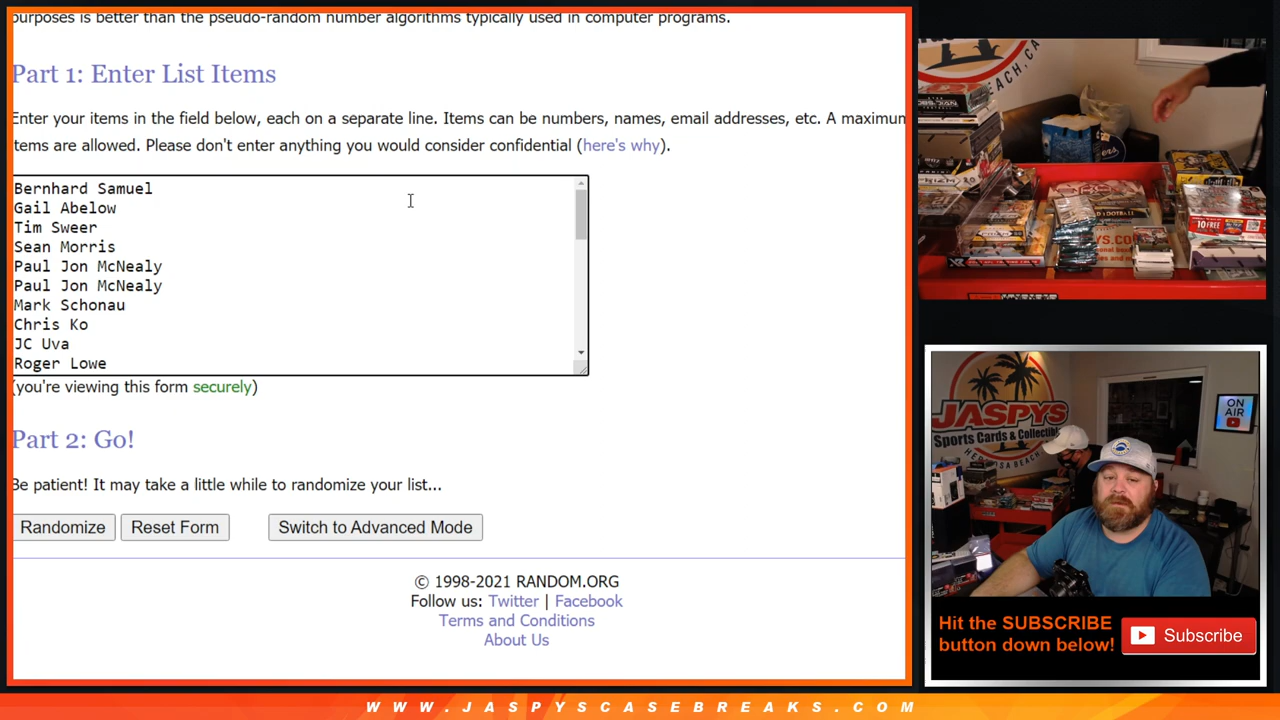 purposes is better than the pseudo-random number algorithms typically used in computer programs.
Part 1: Enter List Items
Enter your items in the field below, each on a separate line. Items can be numbers, names, email addresses, etc. A maximum
items are allowed. Please don't enter anything you would consider confidential (here's why).
Bernhard Samuel
Gail Abelow
Tim Sweer
Sean Morris
Paul Jon McNealy
Paul Jon McNealy
Mark Schonau
Chris Ko
JC Uva
Roger Lowe
(you're viewing this form securely)
Part 2: Go!
Be patient! It may take a little while to randomize your list...
Randomize
Reset Form
Switch to Advanced Mode
© 1998-2021 RANDOM.ORG
Follow us: Twitter | Facebook
Terms and Conditions
About Us
BEACH, CA
10 FREE
JASPYS
Sports Cards & Collectibles
ON
AIR
Hit the SUBSCRIBE
button down below!
Subscribe
WWW.JASPYSCASEBREAKS.COM